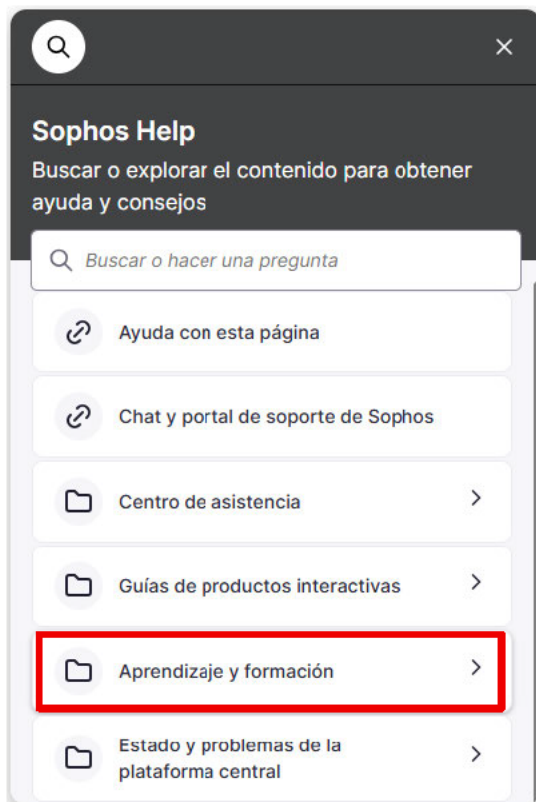 Sophos Help
Buscar o explorar el contenido para obtener
ayuda y consejos
Buscar o hacer una pregunta
Ayuda con esta página
Chat y portal de soporte de Sophos
Centro de asistencia
Guías de productos interactivas
Aprendizaje y formación
Estado y problemas de la
plataforma central